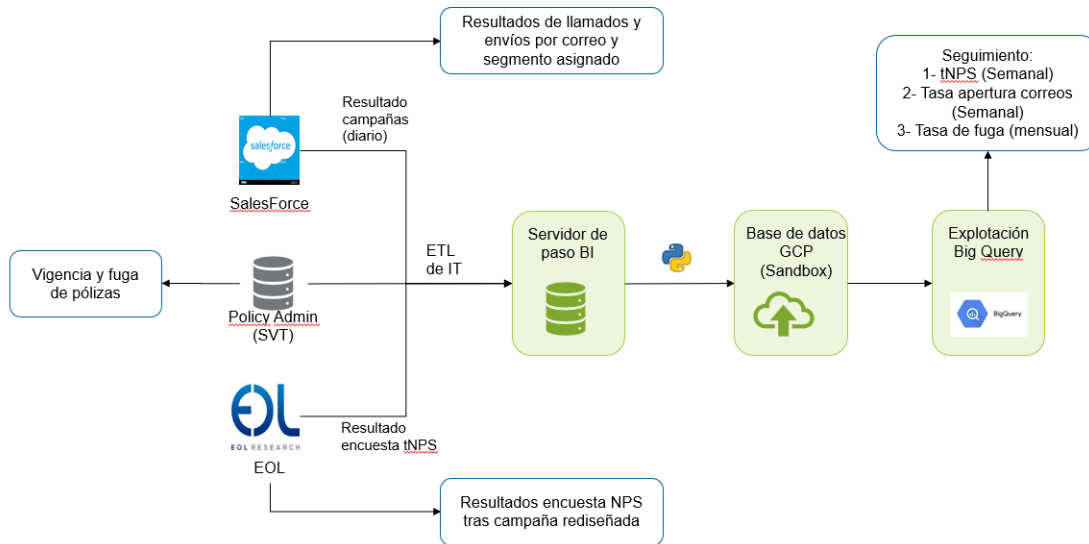 Resultados de llamados y
envíos por correo y
segmento asignado
Seguimiento:
1- tNPS (Semanal)
2- Tasa apertura correos
(Semanal)
3- Tasa de fuga (mensual)
Resultado
campañas
(diario)
salesforce
SalesForce
Vigencia y fuga
de pólizas
Policy Admin
(SVT)
ETL
de IT
Servidor de
paso BI
Base de datos
GCP
(Sandbox)
Explotación
Big Query
BigQuery
EOL
EOL RESEARCH
EOL
Resultado
encuesta tNPS
Resultados encuesta NPS
tras campaña rediseñada